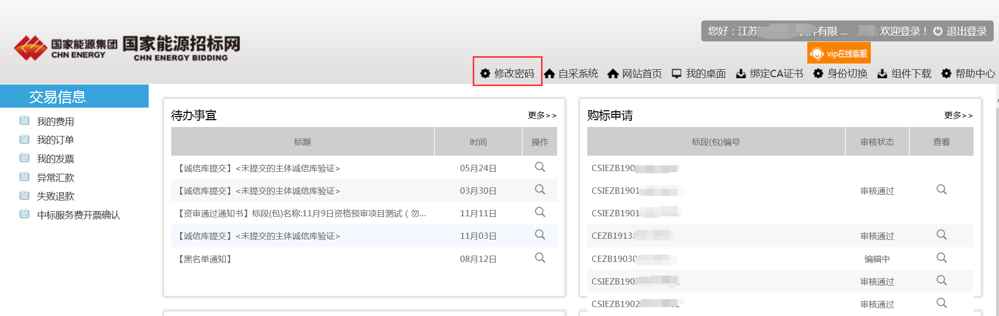 您好：江苏 件有限 ... 欢迎登录！ 退出登录
国家能源集团 国家能源招标网
CHN ENERGY CHN ENERGY BIDDING
vip在线客服
修改密码 自采系统 网站首页 我的桌面 绑定CA证书 身份切换 组件下载 帮助中心
交易信息
我的费用
我的订单
我的发票
异常汇款
失败退款
中标服务费开票确认
待办事宜 更多>>
标题 时间 操作
【诚信库提交】<未提交的主体诚信库验证> 05月24日
【诚信库提交】<未提交的主体诚信库验证> 03月30日
【资审通过通知书】标段(包)名称:11月9日资格预审项目测试（勿... 11月11日
【诚信库提交】<未提交的主体诚信库验证> 11月03日
【黑名单通知】 08月12日
购标申请 更多>>
标段(包)编号 审核状态 查看
CSIEZB190
CSIEZB1901 审核通过
CSIEZB1901
CEZB1913 审核通过
CEZB19030 编辑中
CSIEZB190 审核通过
CSIEZB1902 审核通过